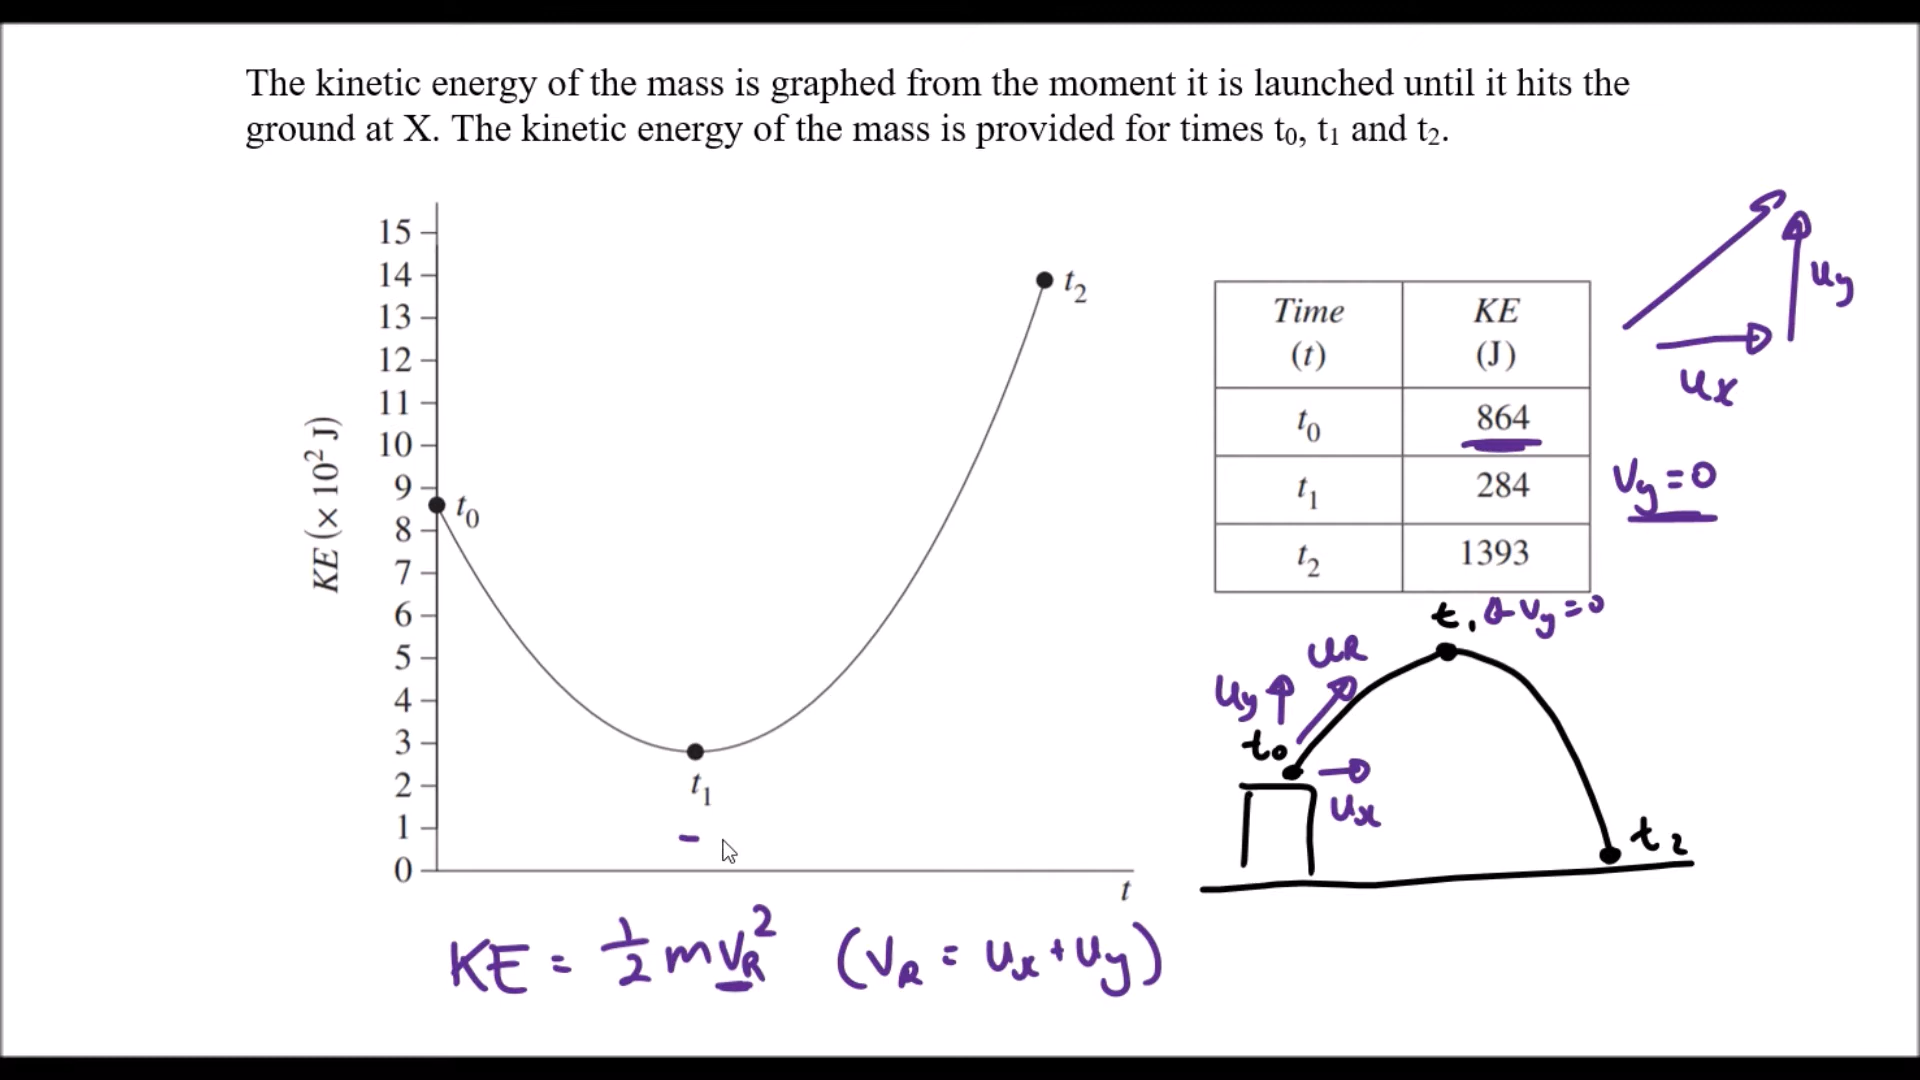 The kinetic energy of the mass is graphed from the moment it is launched until it hits the
ground at X. The kinetic energy of the mass is provided for times t₀, t₁ and t₂.
KE (× 10² J)
15
14
13
12
11
10
9
8
7
6
5
4
3
2
1
0
t₀
t₁
t₂
t
Time (t) KE (J)
t₀ 864
t₁ 284
t₂ 1393
uy
ux
Vy = 0
t₁ & Vy = 0
uR
uy
t₀
ux
t₂
KE = ½ m VR² (VR = ux + uy)